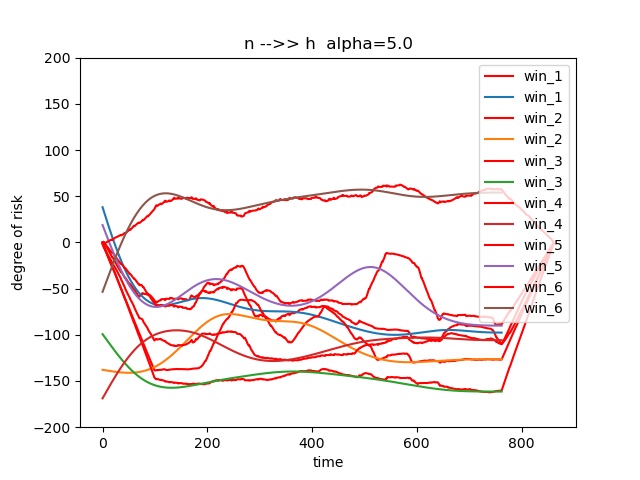 n -->> h  alpha=5.0
degree of risk
200
150
100
50
0
−50
−100
−150
−200
win_1
win_1
win_2
win_2
win_3
win_3
win_4
win_4
win_5
win_5
win_6
win_6
0
200
400
600
800
time